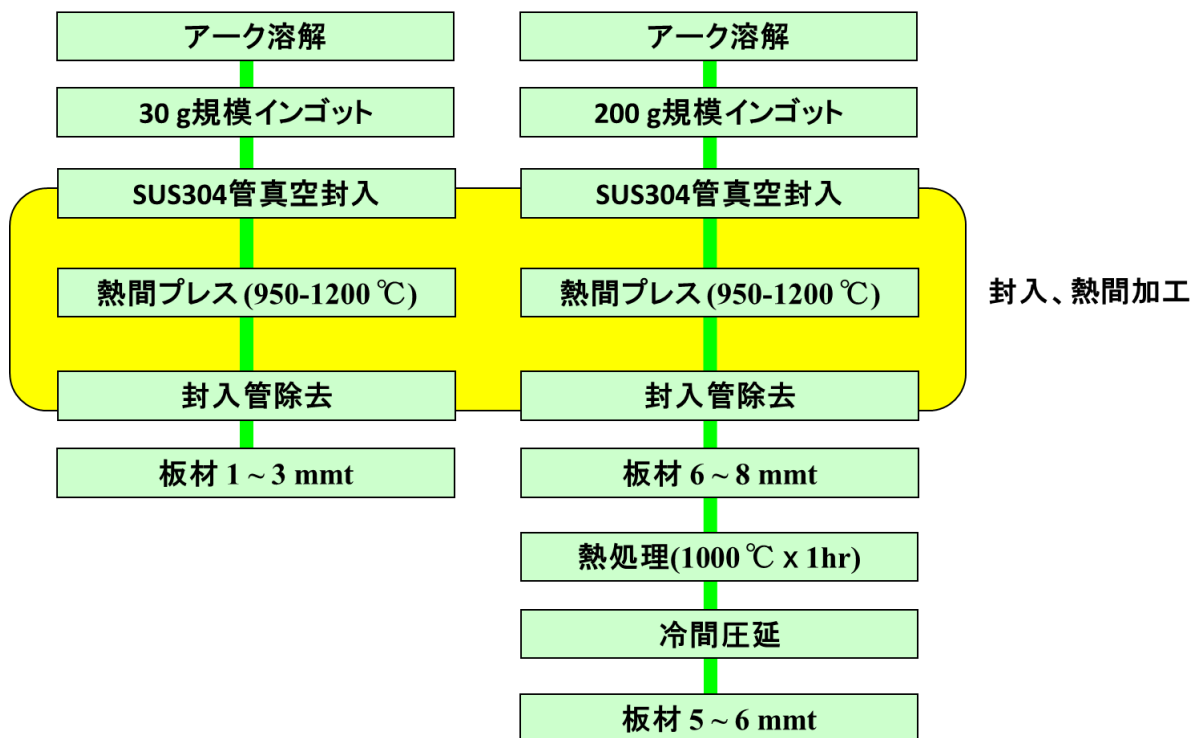 アーク溶解
30 g規模インゴット
SUS304管真空封入
熱間プレス(950-1200 ℃)
封入管除去
板材 1 ~ 3 mmt
アーク溶解
200 g規模インゴット
SUS304管真空封入
熱間プレス(950-1200 ℃)
封入管除去
板材 6 ~ 8 mmt
熱処理(1000 ℃ x 1hr)
冷間圧延
板材 5 ~ 6 mmt
封入、熱間加工